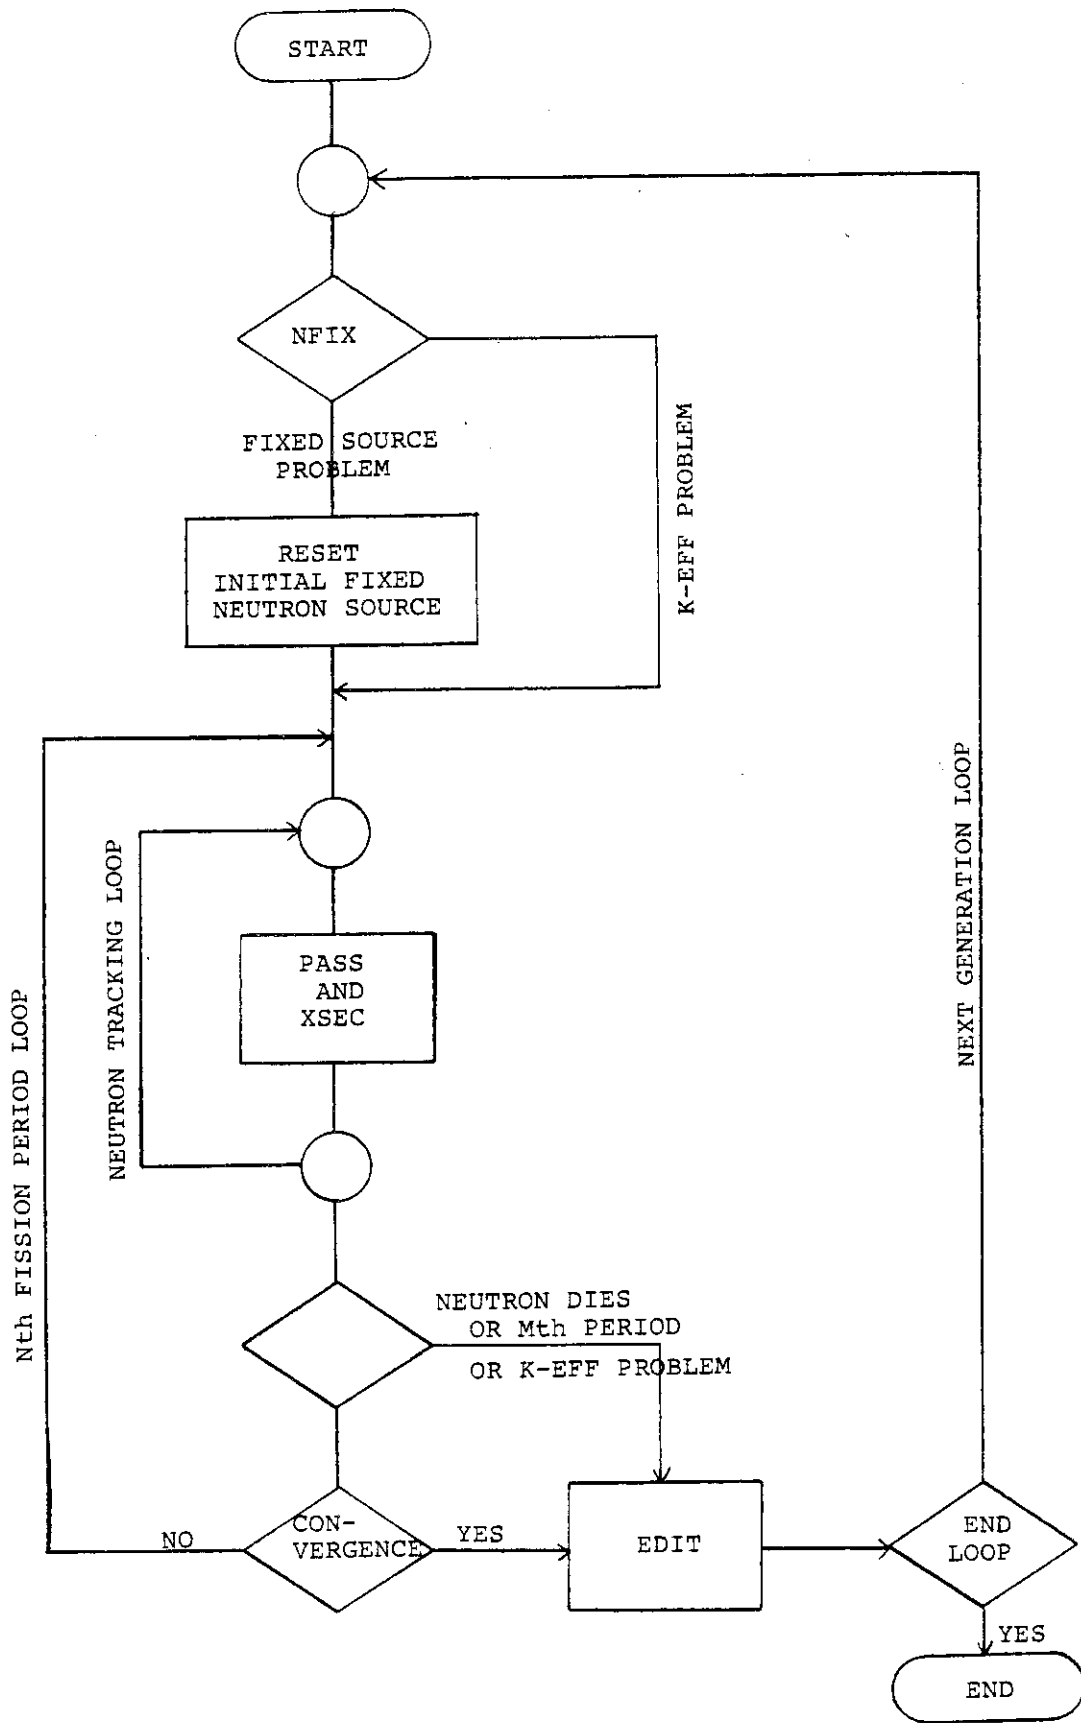 START
NFIX
FIXED SOURCE
PROBLEM
K-EFF PROBLEM
RESET
INITIAL FIXED
NEUTRON SOURCE
NEXT GENERATION LOOP
NEUTRON TRACKING LOOP
Nth FISSION PERIOD LOOP
PASS
AND
XSEC
NEUTRON DIES
OR Mth PERIOD
OR K-EFF PROBLEM
NO
CON-
VERGENCE
YES
EDIT
END
LOOP
YES
END